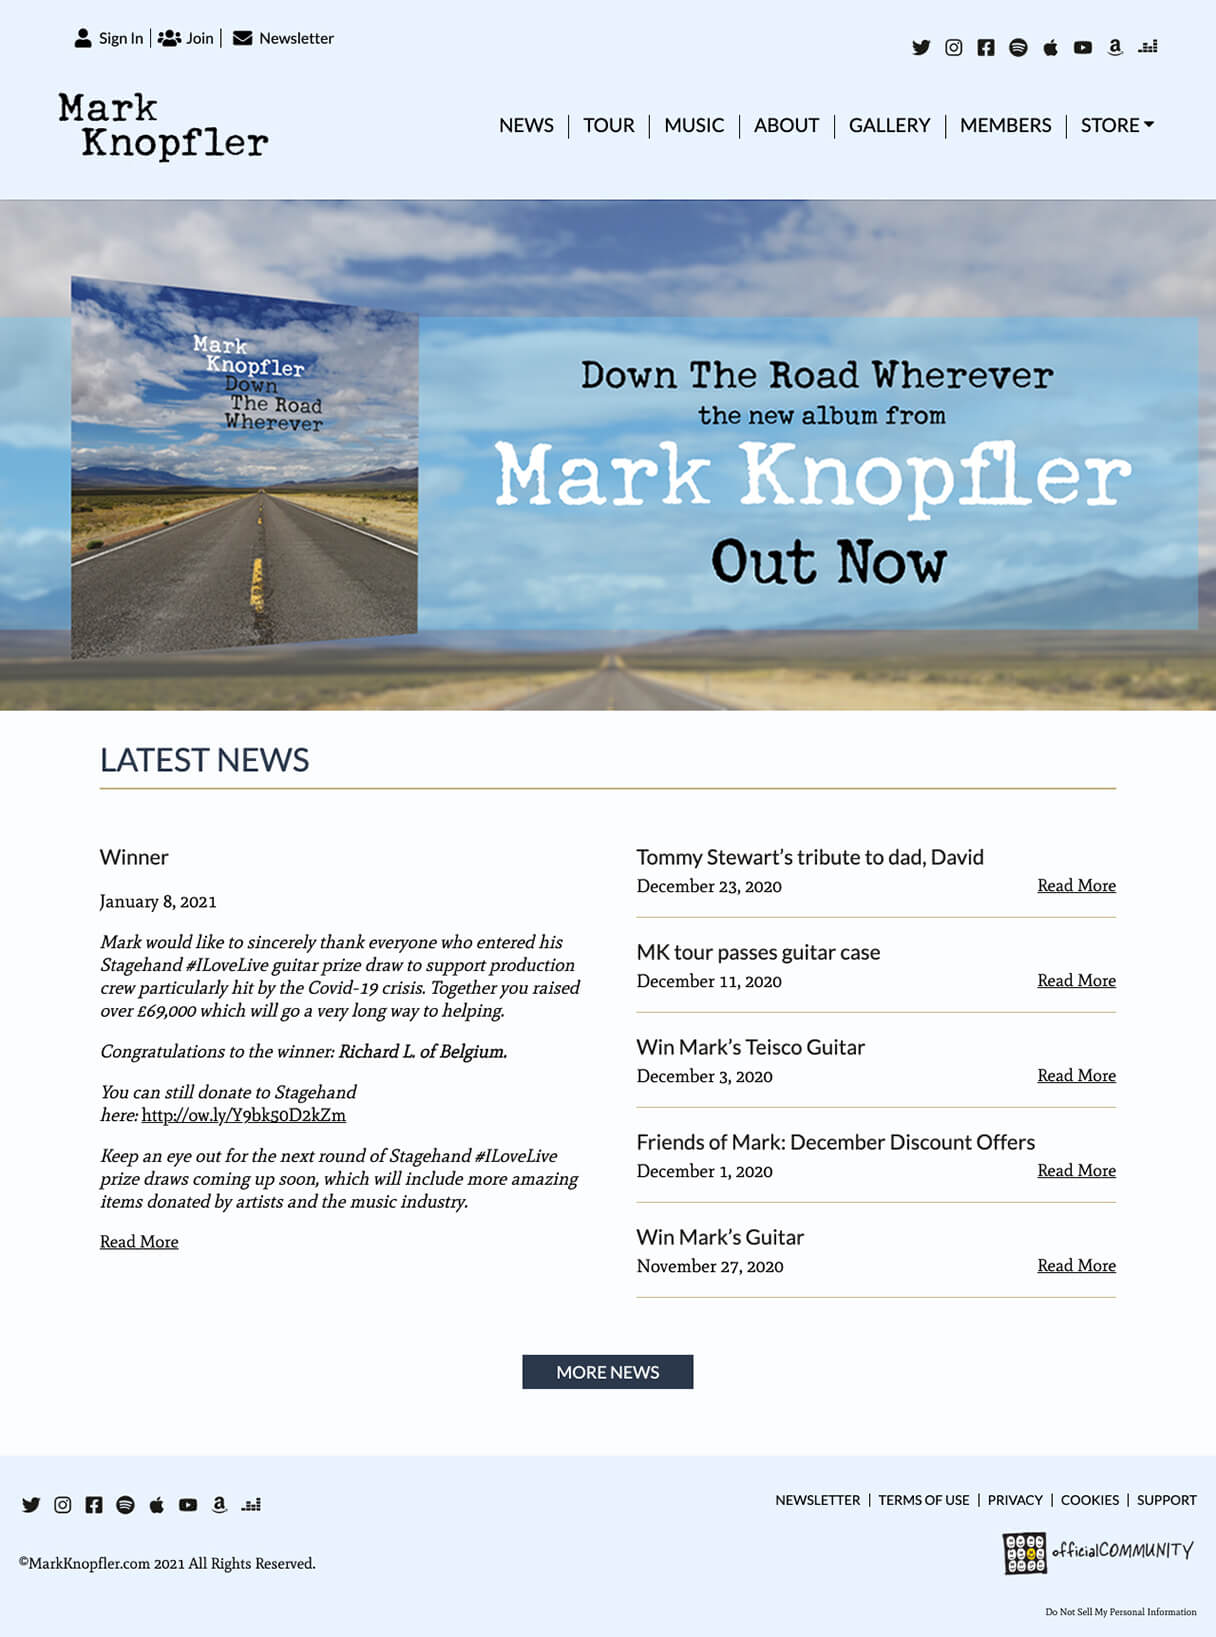 Sign In
Join
Newsletter
Mark
Knopfler
NEWS
TOUR
MUSIC
ABOUT
GALLERY
MEMBERS
STORE
Mark
Knopfler
Down
The Road
Wherever
Down The Road Wherever
the new album from
Mark Knopfler
Out Now
LATEST NEWS
Winner
January 8, 2021
Mark would like to sincerely thank everyone who entered his
Stagehand #ILoveLive guitar prize draw to support production
crew particularly hit by the Covid-19 crisis. Together you raised
over £69,000 which will go a very long way to helping.
Congratulations to the winner: Richard L. of Belgium.
You can still donate to Stagehand
here: http://ow.ly/Y9bk50D2kZm
Keep an eye out for the next round of Stagehand #ILoveLive
prize draws coming up soon, which will include more amazing
items donated by artists and the music industry.
Read More
Tommy Stewart’s tribute to dad, David
December 23, 2020
Read More
MK tour passes guitar case
December 11, 2020
Read More
Win Mark’s Teisco Guitar
December 3, 2020
Read More
Friends of Mark: December Discount Offers
December 1, 2020
Read More
Win Mark’s Guitar
November 27, 2020
Read More
MORE NEWS
NEWSLETTER
TERMS OF USE
PRIVACY
COOKIES
SUPPORT
©MarkKnopfler.com 2021 All Rights Reserved.
officialCOMMUNITY
Do Not Sell My Personal Information